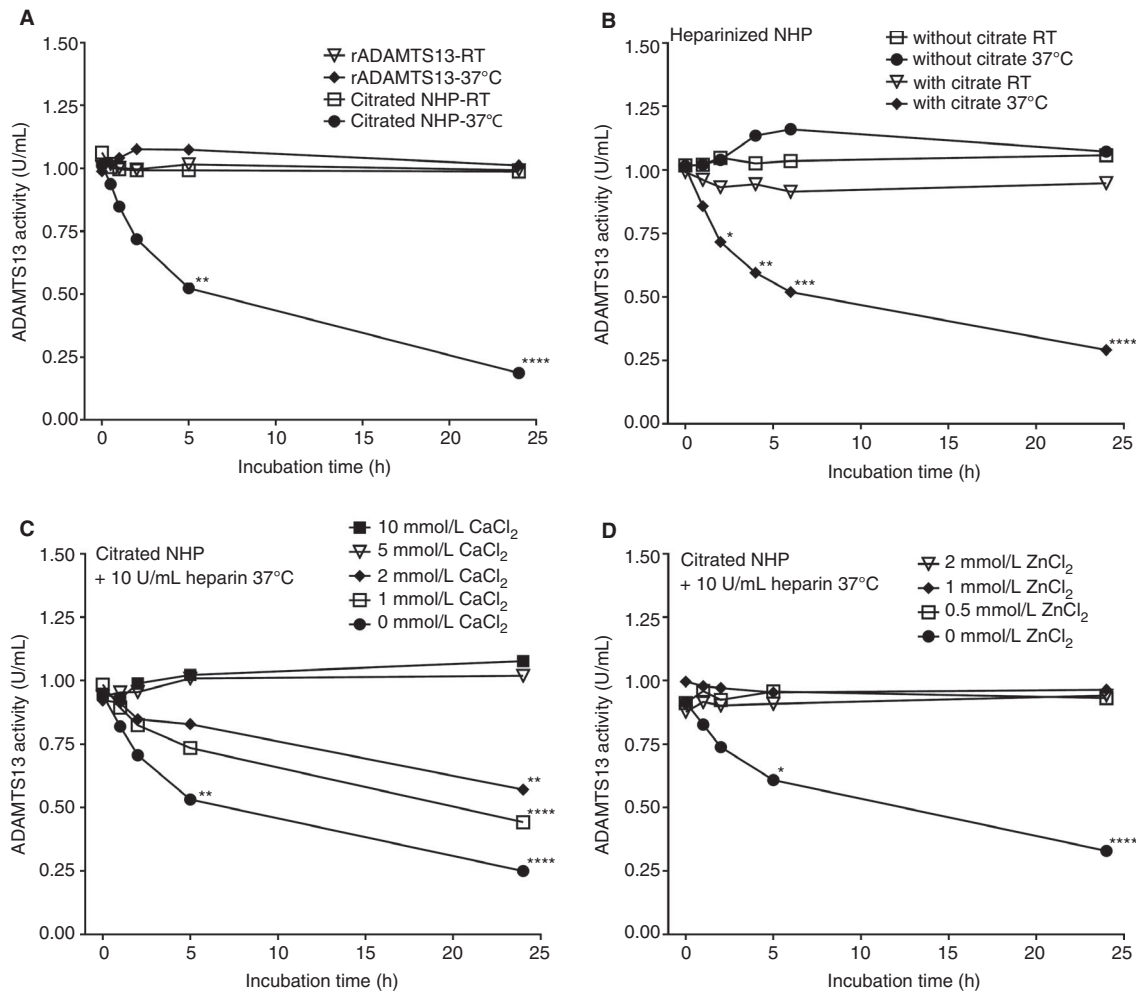 A
1.50
1.25
1.00
0.75
0.50
0.25
0.00
ADAMTS13 activity (U/mL)
rADAMTS13-RT
rADAMTS13-37°C
Citrated NHP-RT
Citrated NHP-37°C
**
****
0 5 10 15 20 25
Incubation time (h)
B
Heparinized NHP
1.50
1.25
1.00
0.75
0.50
0.25
0.00
ADAMTS13 activity (U/mL)
without citrate RT
without citrate 37°C
with citrate RT
with citrate 37°C
*
**
***
****
0 5 10 15 20 25
Incubation time (h)
C
Citrated NHP
+ 10 U/mL heparin 37°C
1.50
1.25
1.00
0.75
0.50
0.25
0.00
ADAMTS13 activity (U/mL)
10 mmol/L CaCl2
5 mmol/L CaCl2
2 mmol/L CaCl2
1 mmol/L CaCl2
0 mmol/L CaCl2
**
**
****
****
0 5 10 15 20 25
Incubation time (h)
D
Citrated NHP
+ 10 U/mL heparin 37°C
1.50
1.25
1.00
0.75
0.50
0.25
0.00
ADAMTS13 activity (U/mL)
2 mmol/L ZnCl2
1 mmol/L ZnCl2
0.5 mmol/L ZnCl2
0 mmol/L ZnCl2
*
****
0 5 10 15 20 25
Incubation time (h)